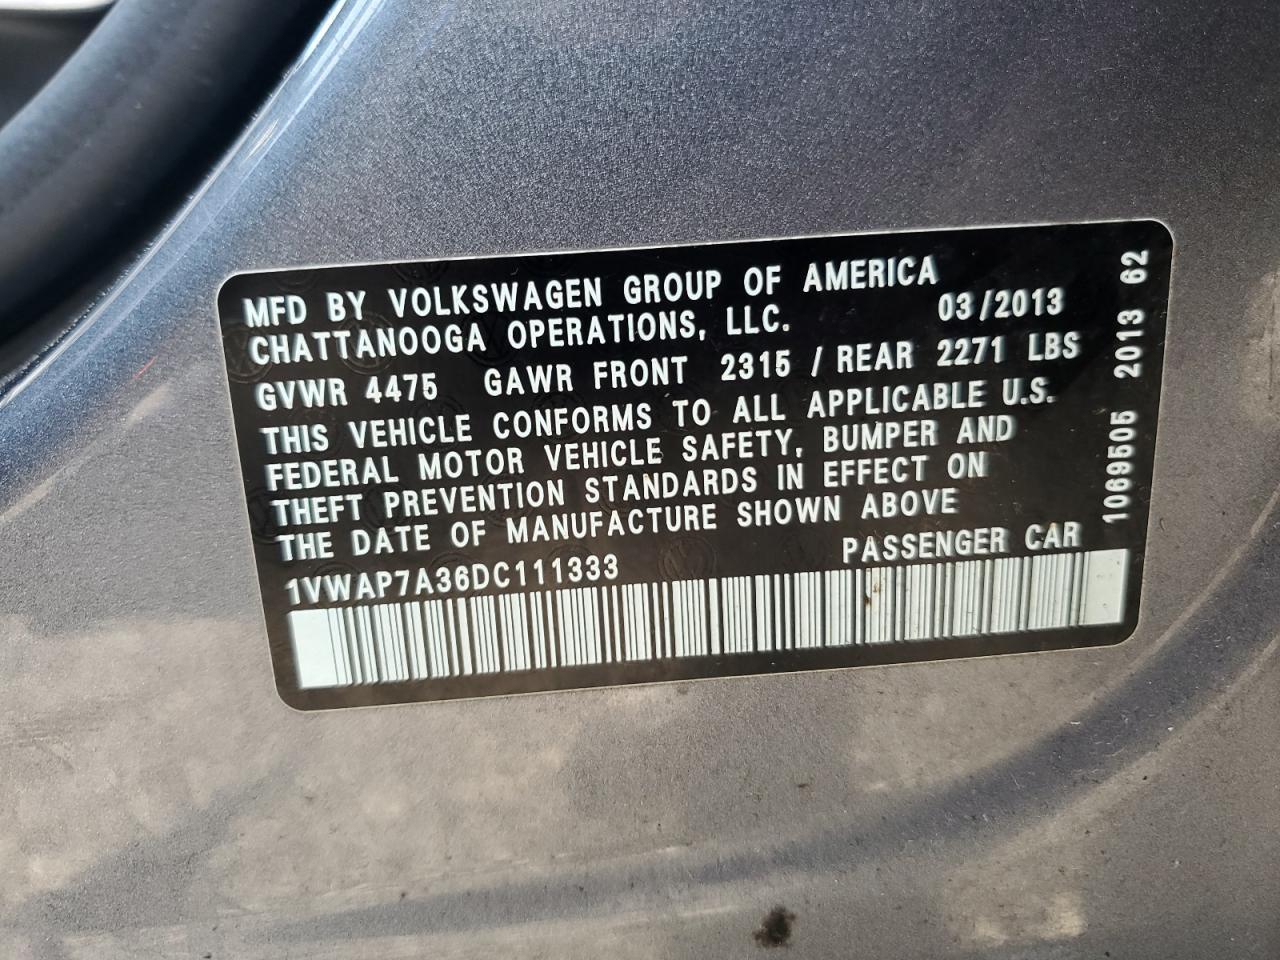 MFD BY VOLKSWAGEN GROUP OF AMERICA
CHATTANOOGA OPERATIONS, LLC. 03/2013
GVWR 4475 GAWR FRONT 2315 / REAR 2271 LBS
THIS VEHICLE CONFORMS TO ALL APPLICABLE U.S.
FEDERAL MOTOR VEHICLE SAFETY, BUMPER AND
THEFT PREVENTION STANDARDS IN EFFECT ON
THE DATE OF MANUFACTURE SHOWN ABOVE
1VWAP7A36DC111333 PASSENGER CAR
1069505 2013 62